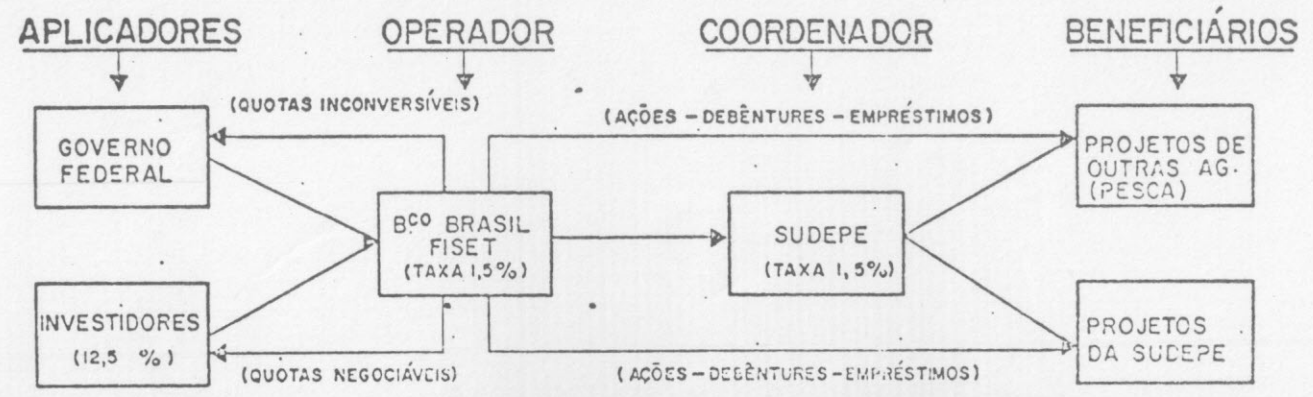 APLICADORES
OPERADOR
COORDENADOR
BENEFICIÁRIOS
(QUOTAS INCONVERSÍVEIS)
(AÇÕES – DEBÊNTURES – EMPRÉSTIMOS)
GOVERNO
FEDERAL
PROJETOS DE
OUTRAS AG.
(PESCA)
BCO BRASIL
FISET
(TAXA 1,5%)
SUDEPE
(TAXA 1,5%)
INVESTIDORES
(12,5 %)
PROJETOS
DA SUDEPE
(QUOTAS NEGOCIÁVEIS)
(AÇÕES – DEBÊNTURES – EMPRÉSTIMOS)